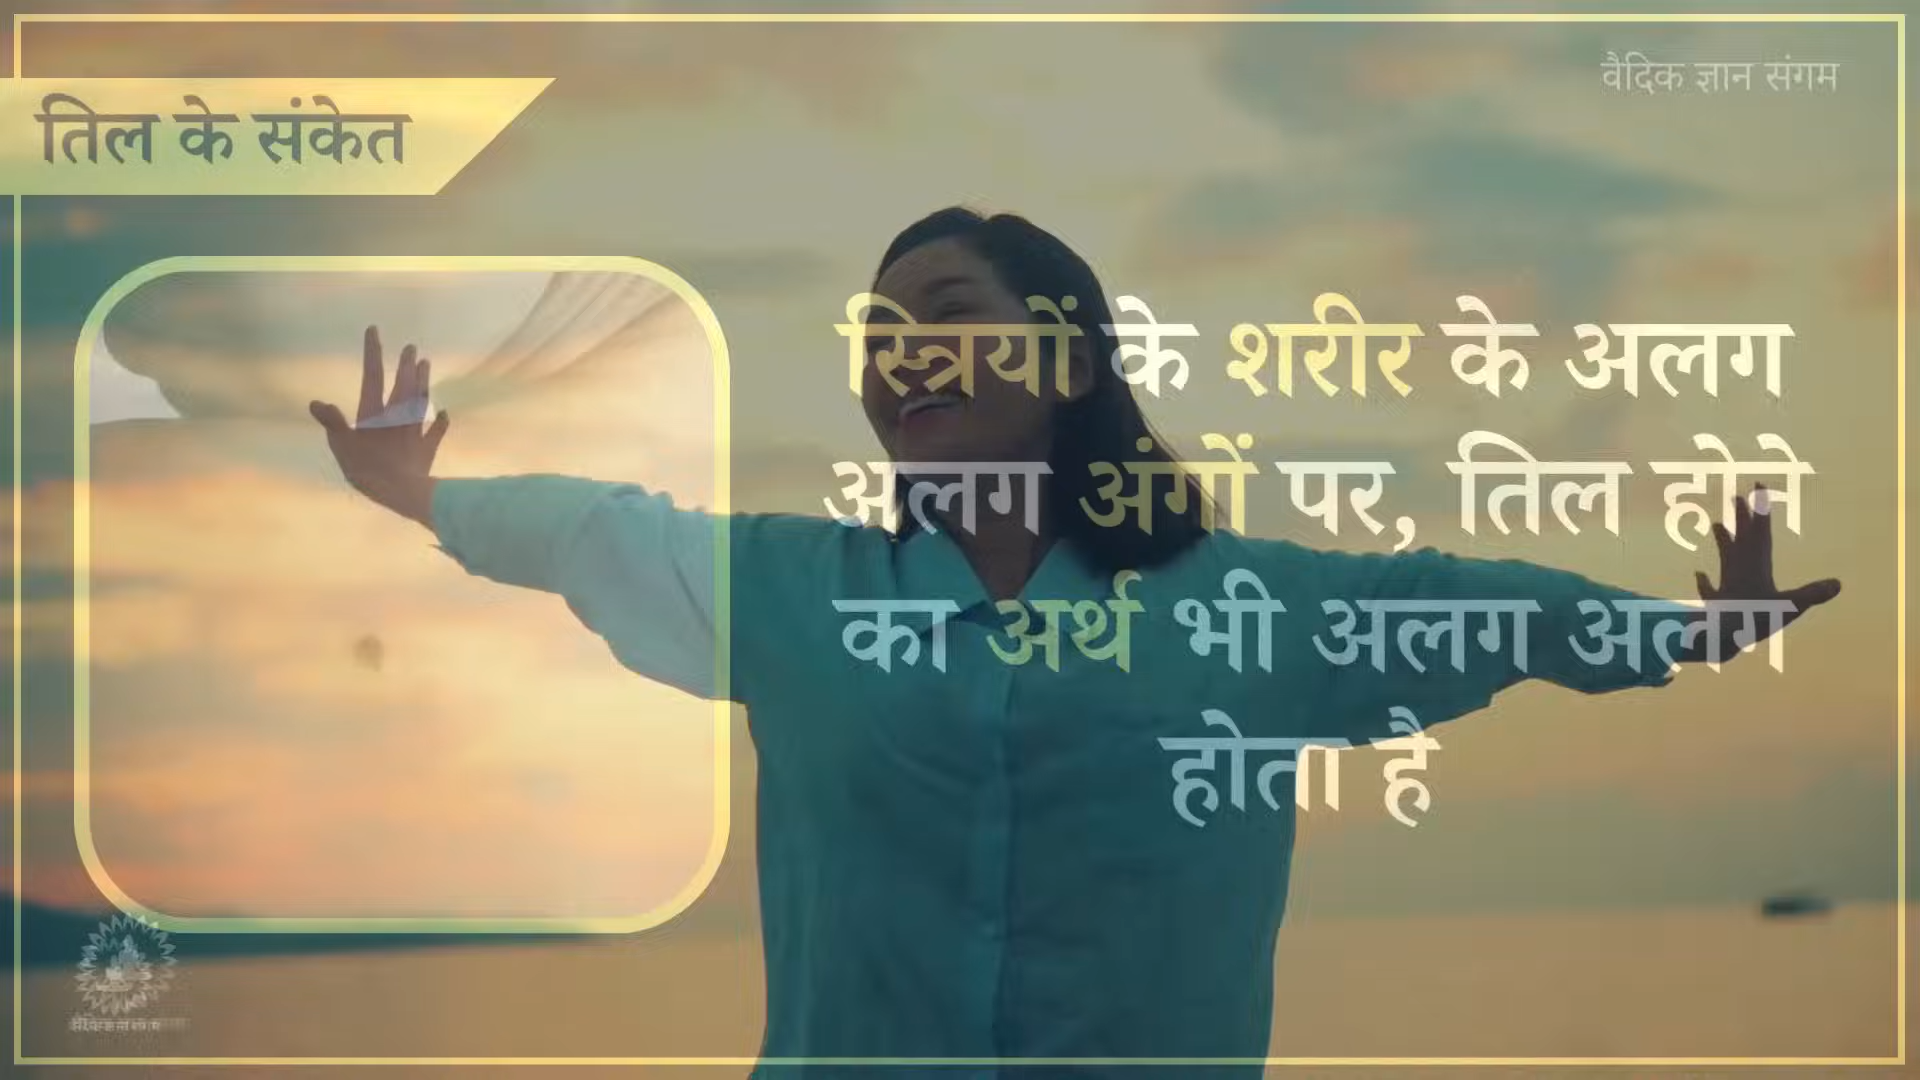 वैदिक ज्ञान संगम
तिल के संकेत
स्त्रियों के शरीर के अलग
अलग अंगों पर, तिल होने
का अर्थ भी अलग अलग
होता है